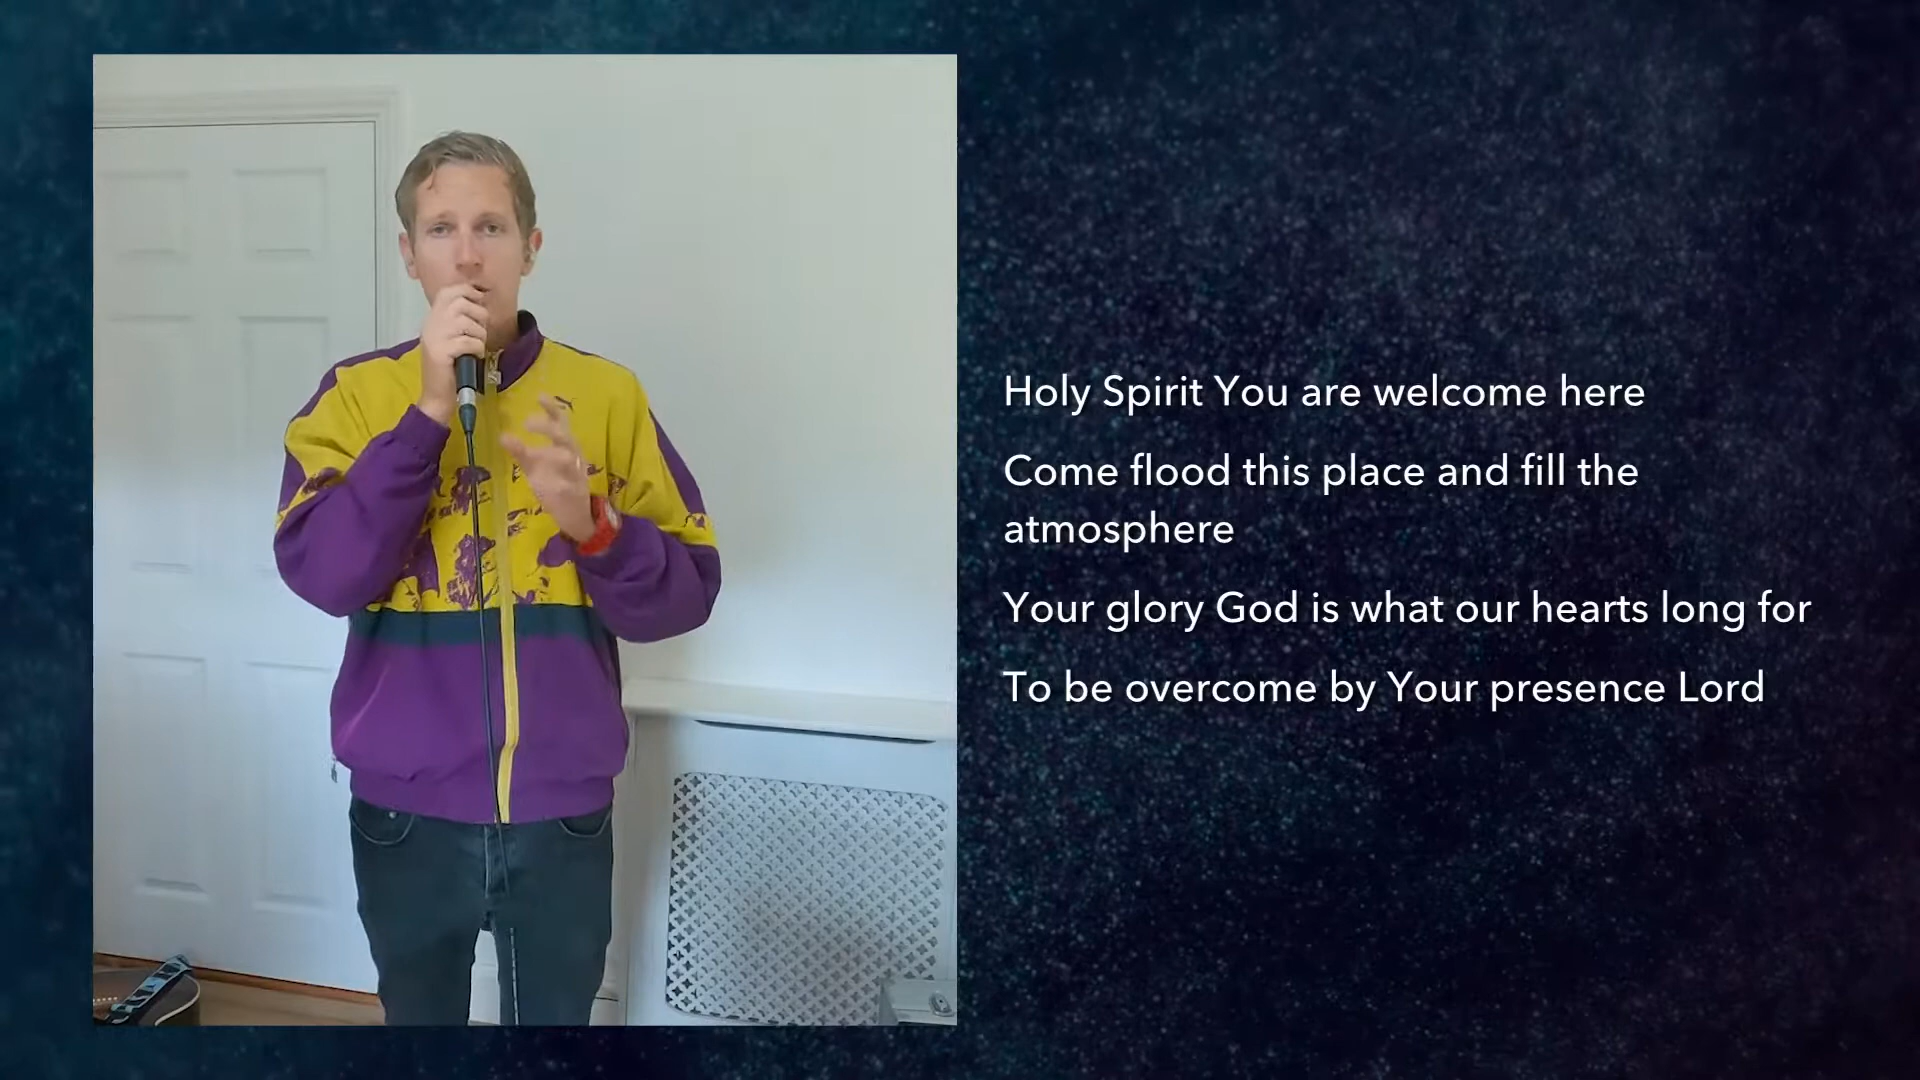 Holy Spirit You are welcome here
Come flood this place and fill the
atmosphere
Your glory God is what our hearts long for
To be overcome by Your presence Lord